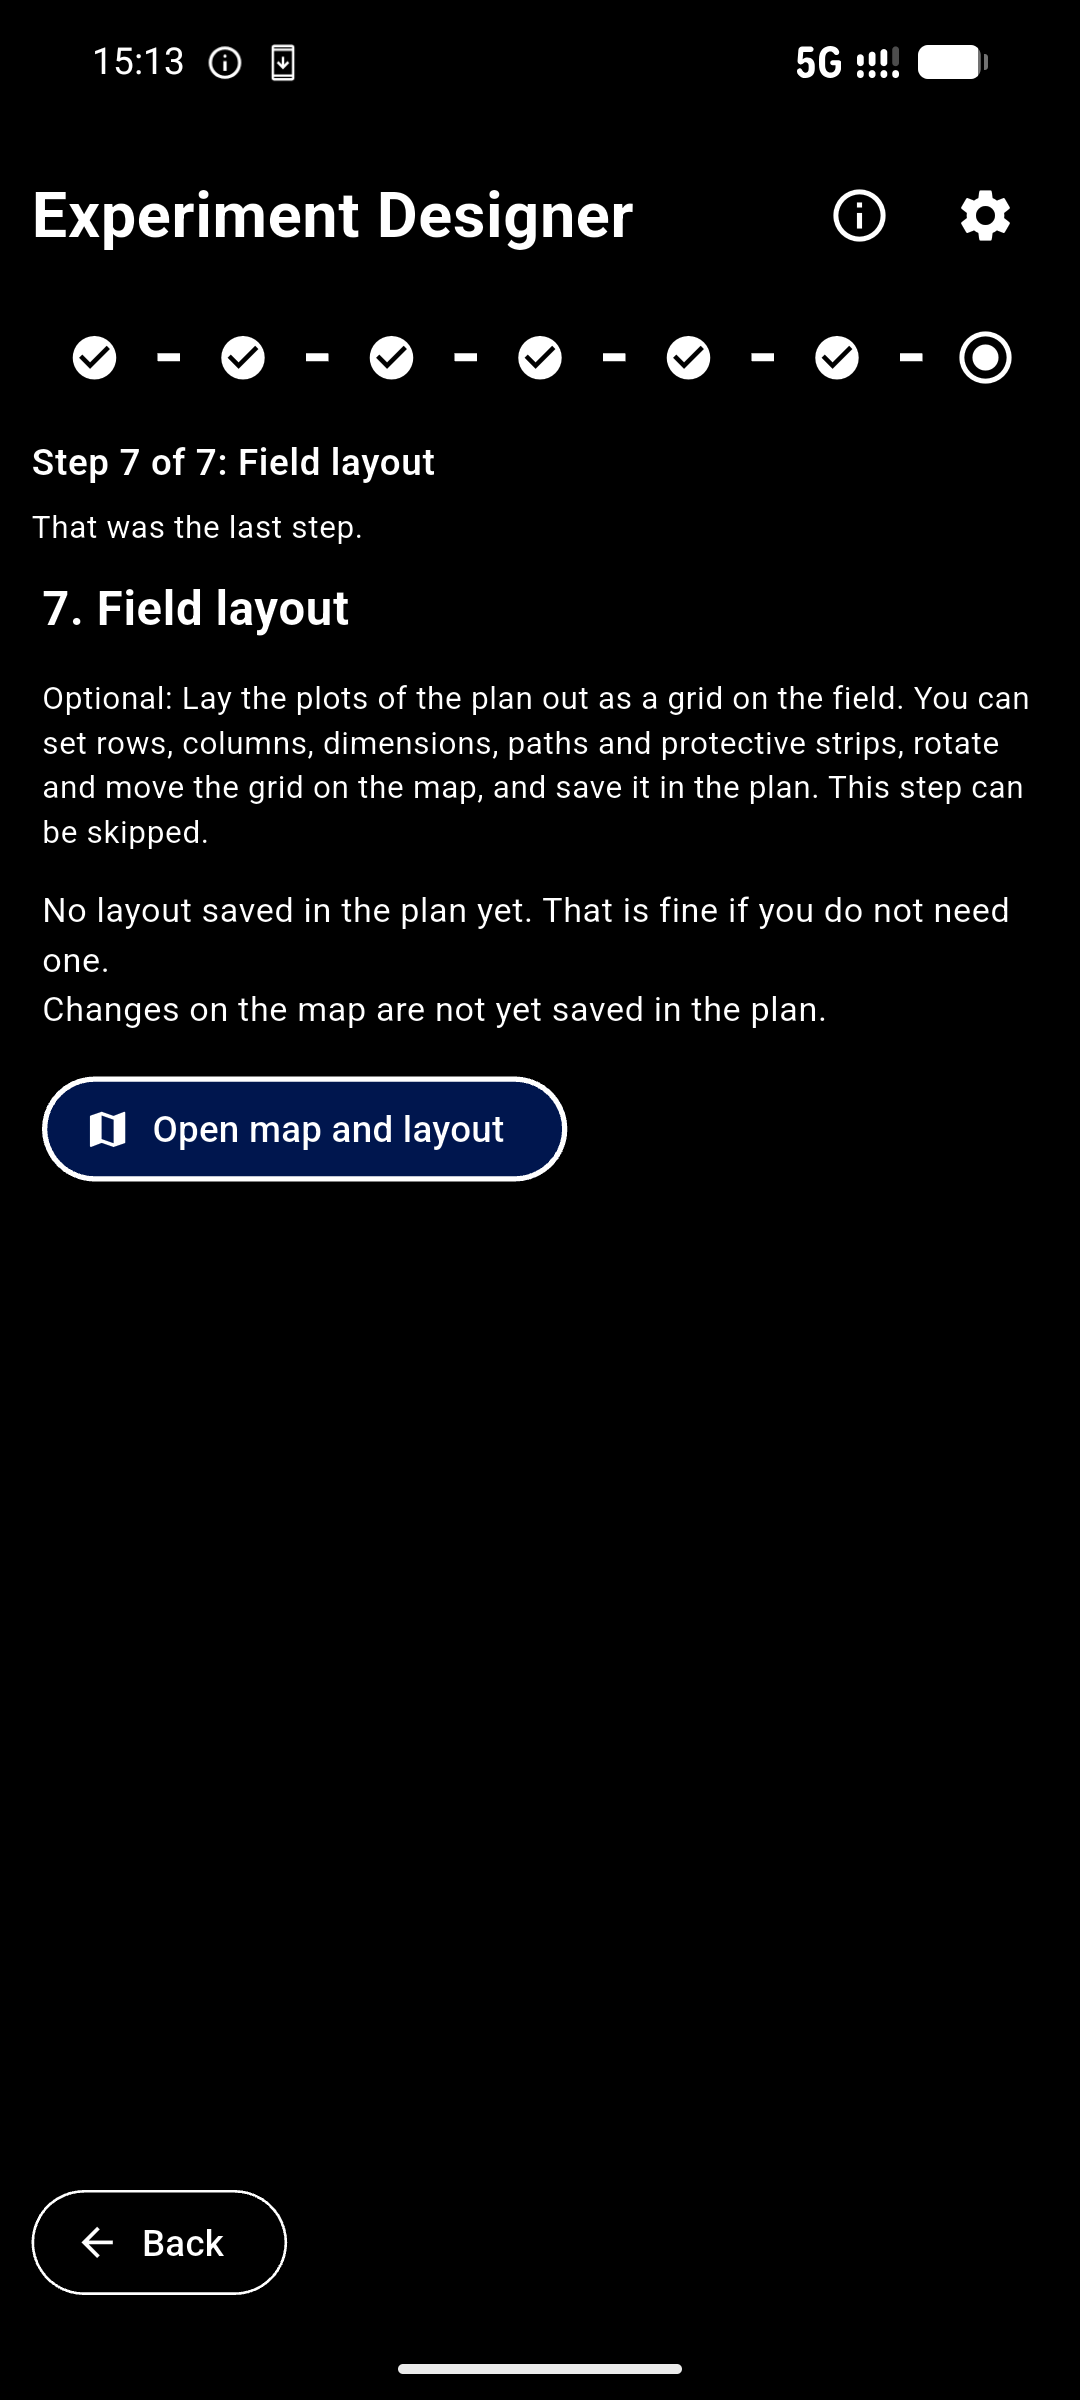 15:13
5G
Experiment Designer
Step 7 of 7: Field layout
That was the last step.
7. Field layout
Optional: Lay the plots of the plan out as a grid on the field. You can
set rows, columns, dimensions, paths and protective strips, rotate
and move the grid on the map, and save it in the plan. This step can
be skipped.
No layout saved in the plan yet. That is fine if you do not need
one.
Changes on the map are not yet saved in the plan.
Open map and layout
Back